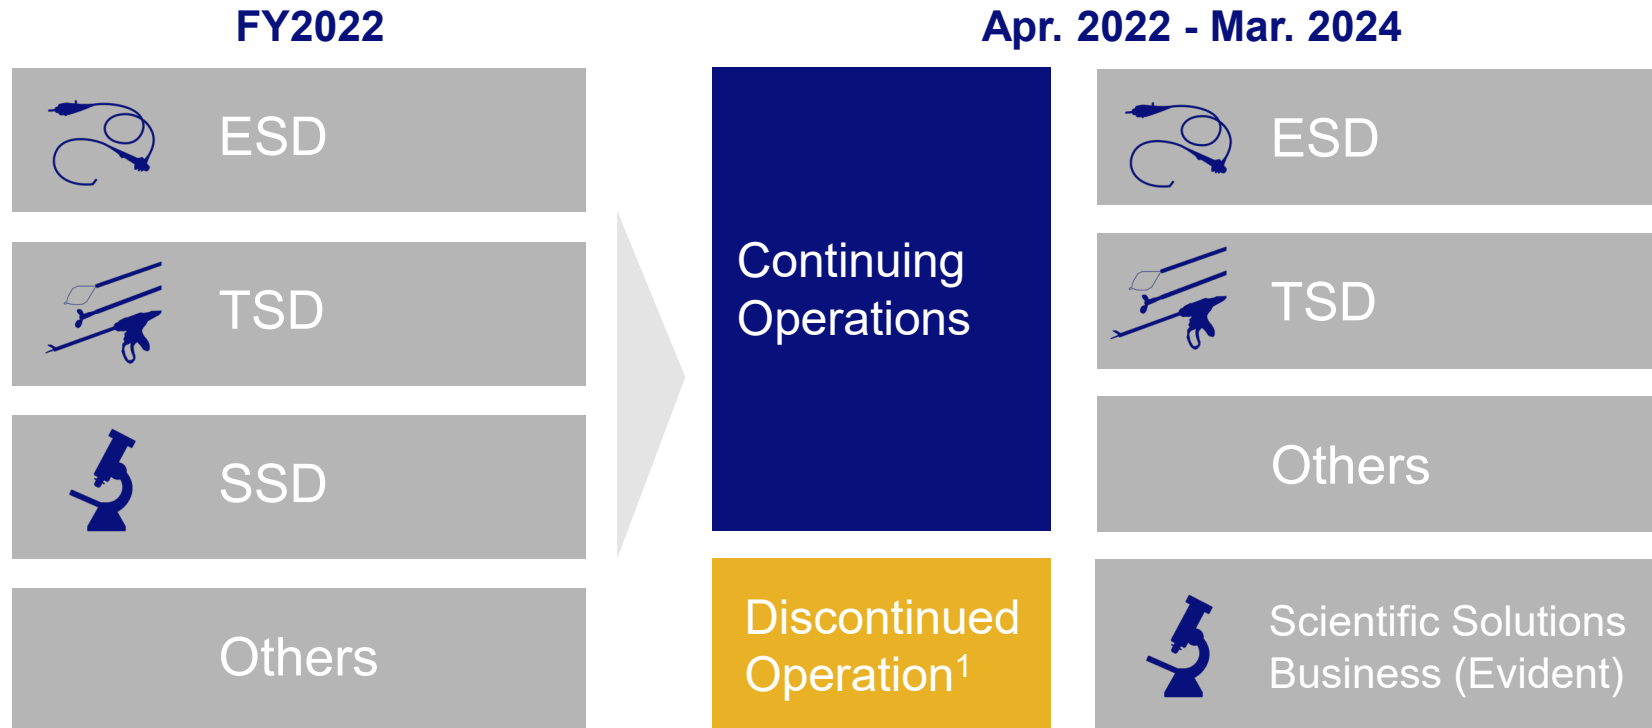 FY2022
Apr. 2022 - Mar. 2024
ESD
TSD
SSD
Others
Continuing
Operations
Discontinued
Operation¹
ESD
TSD
Others
Scientific Solutions
Business (Evident)